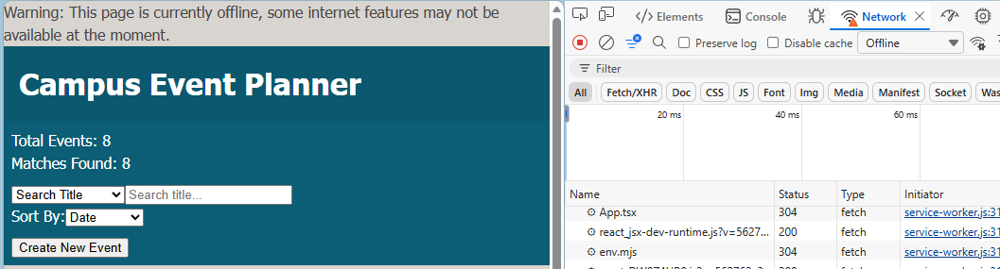 Warning: This page is currently offline, some internet features may not be
available at the moment.
Campus Event Planner
Total Events: 8
Matches Found: 8
Search Title Search title...
Sort By: Date
Create New Event
Elements Console Network
Preserve log Disable cache Offline
Filter
All Fetch/XHR Doc CSS JS Font Img Media Manifest Socket
20 ms 40 ms 60 ms
Name Status Type Initiator
App.tsx 304 fetch service-worker.js:31
react_jsx-dev-runtime.js?v=5627... 200 fetch service-worker.js:31
env.mjs 304 fetch service-worker.js:31